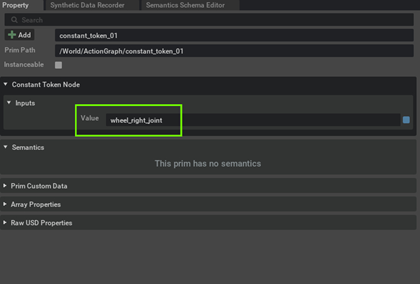 Property Synthetic Data Recorder Semantics Schema Editor
Search
Add constant_token_01
Prim Path /World/ActionGraph/constant_token_01
Instanceable
Constant Token Node
Inputs
Value wheel_right_joint
Semantics
This prim has no semantics
Prim Custom Data
Array Properties
Raw USD Properties